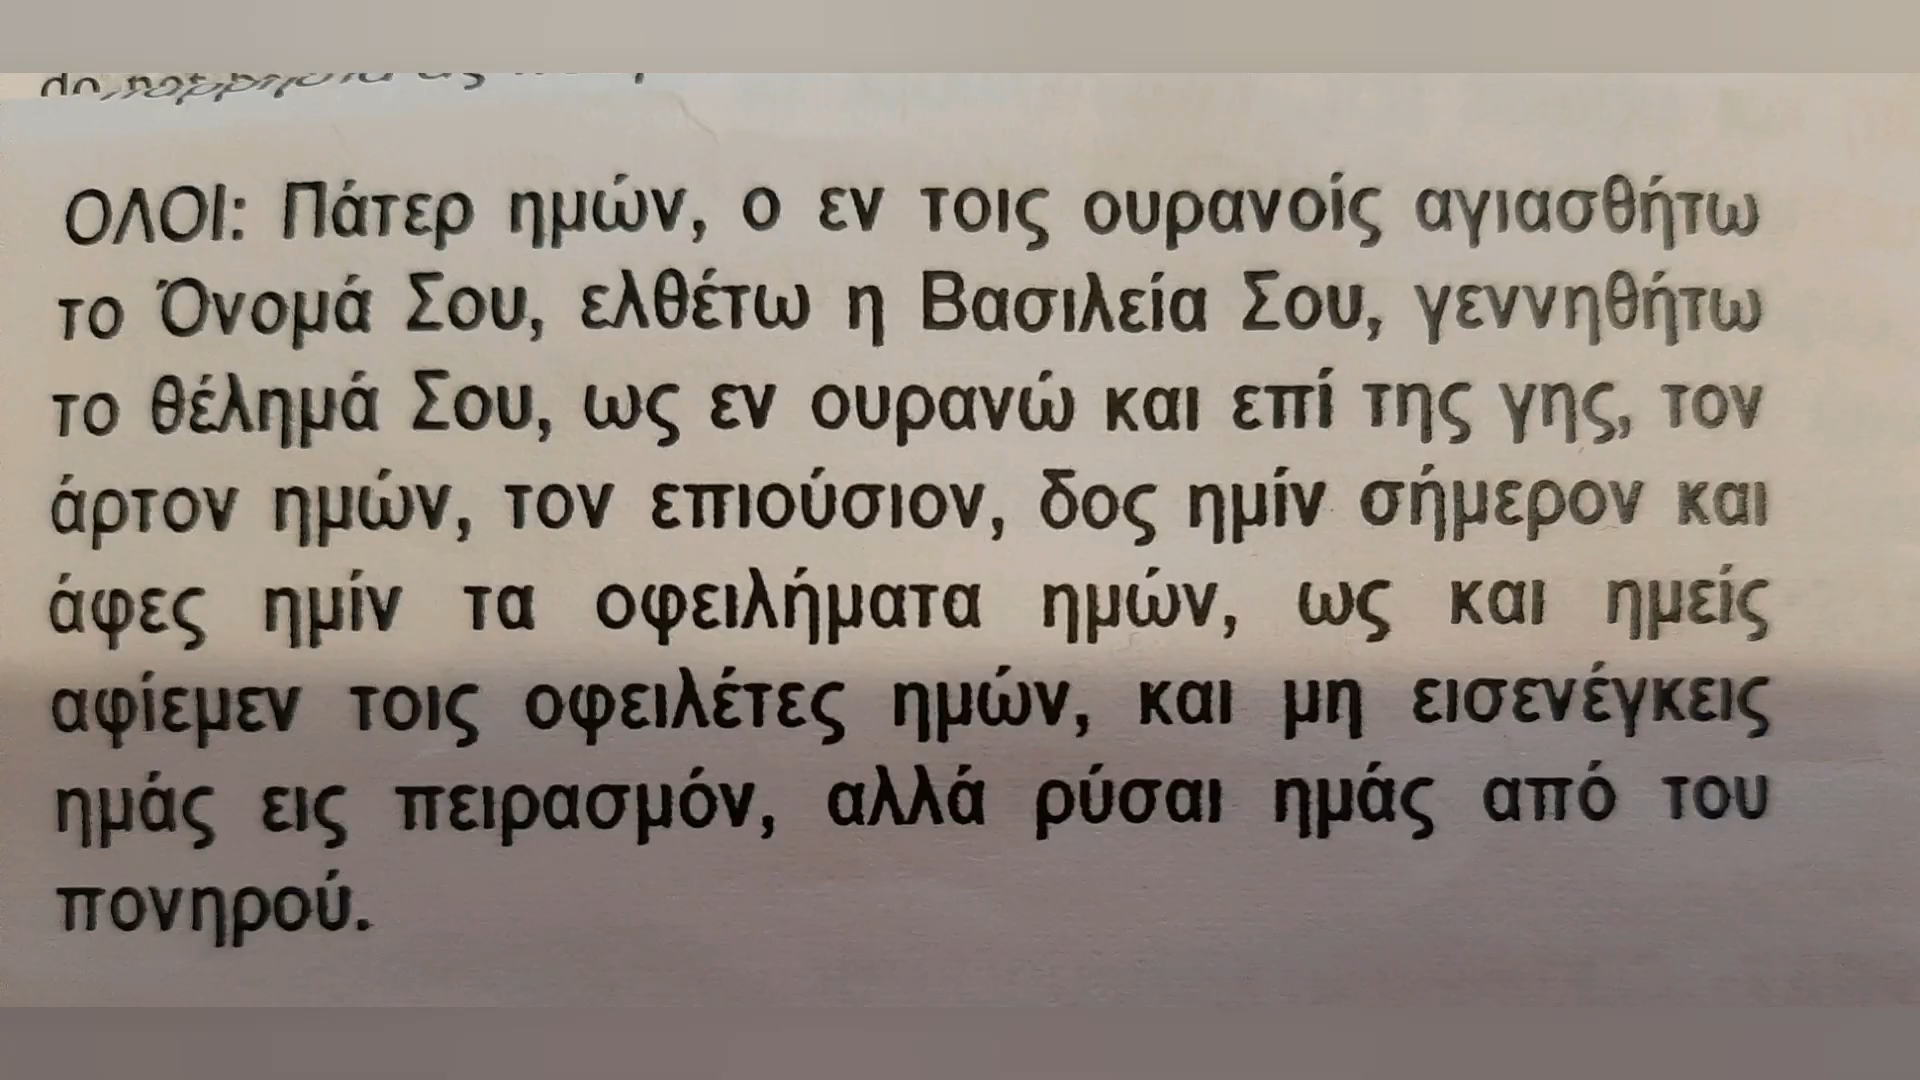 ΟΛΟΙ: Πάτερ ημών, ο εν τοις ουρανοίς αγιασθήτω
το Όνομά Σου, ελθέτω η Βασιλεία Σου, γεννηθήτω
το θέλημά Σου, ως εν ουρανώ και επί της γης, τον
άρτον ημών, τον επιούσιον, δος ημίν σήμερον και
άφες ημίν τα οφειλήματα ημών, ως και ημείς
αφίεμεν τοις οφειλέτες ημών, και μη εισενέγκεις
ημάς εις πειρασμόν, αλλά ρύσαι ημάς από του
πονηρού.